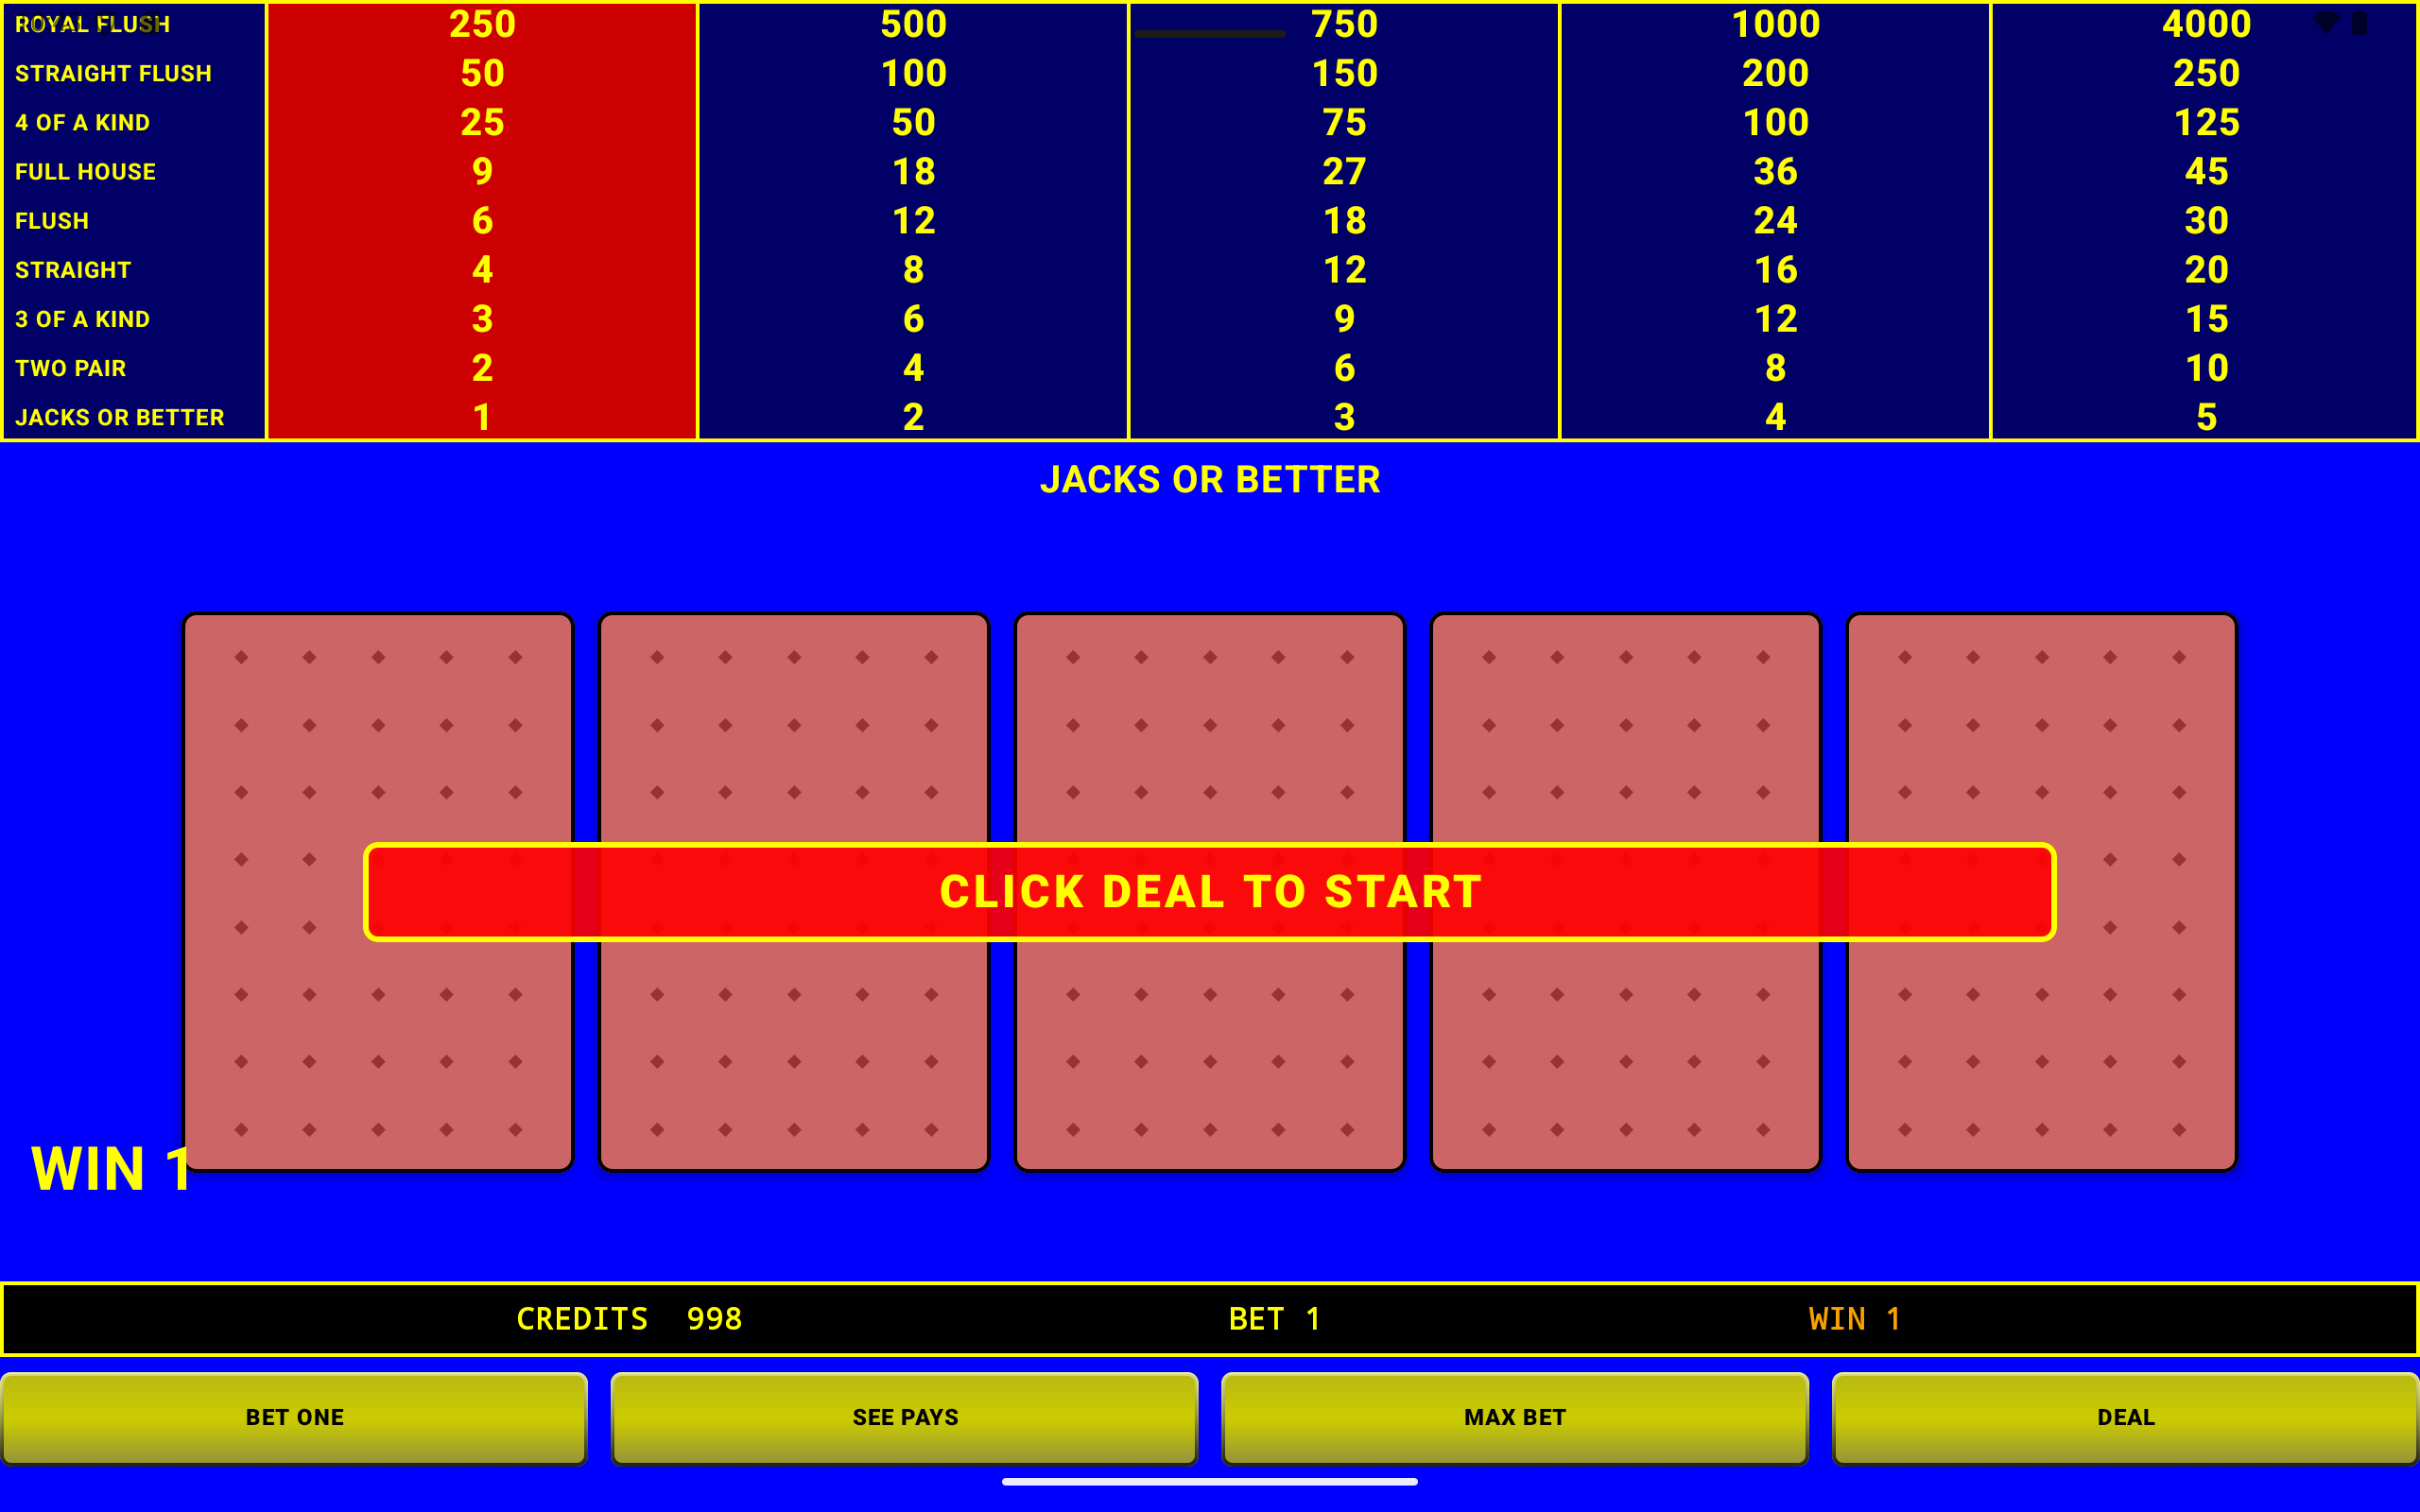 ROYAL FLUSH 250 500 750 1000 4000
STRAIGHT FLUSH 50 100 150 200 250
4 OF A KIND 25 50 75 100 125
FULL HOUSE 9 18 27 36 45
FLUSH 6 12 18 24 30
STRAIGHT 4 8 12 16 20
3 OF A KIND 3 6 9 12 15
TWO PAIR 2 4 6 8 10
JACKS OR BETTER 1 2 3 4 5
JACKS OR BETTER
CLICK DEAL TO START
WIN 1
CREDITS 998 BET 1 WIN 1
BET ONE SEE PAYS MAX BET DEAL